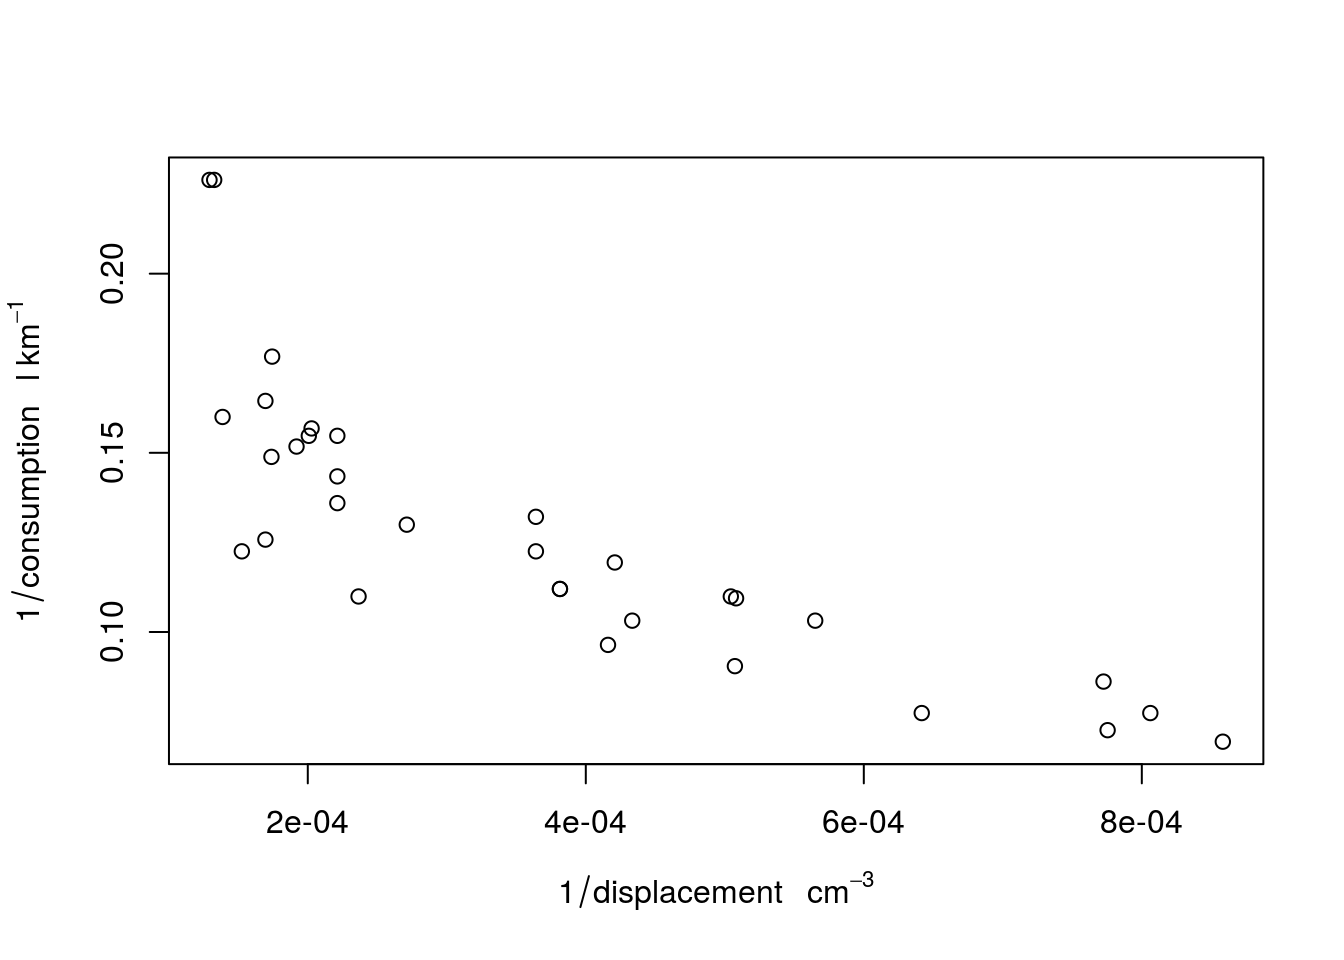 1/consumption l km⁻¹
0.20
0.15
0.10
2e-04 4e-04 6e-04 8e-04
1/displacement cm⁻³